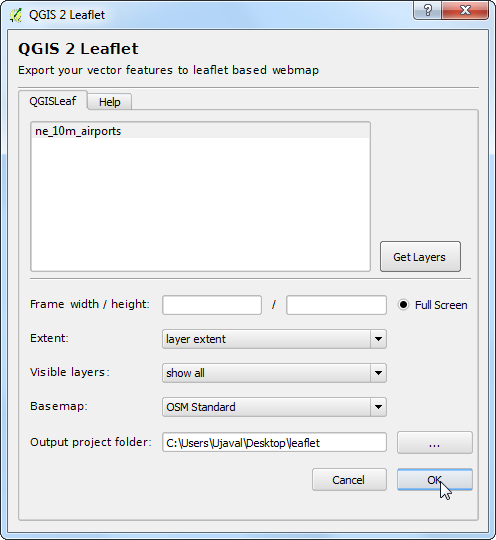 QGIS 2 Leaflet
QGIS 2 Leaflet
Export your vector features to leaflet based webmap
QGISLeaf Help
ne_10m_airports
Get Layers
Frame width / height: / Full Screen
Extent: layer extent
Visible layers: show all
Basemap: OSM Standard
Output project folder: C:\Users\Ujaval\Desktop\leaflet ...
Cancel OK